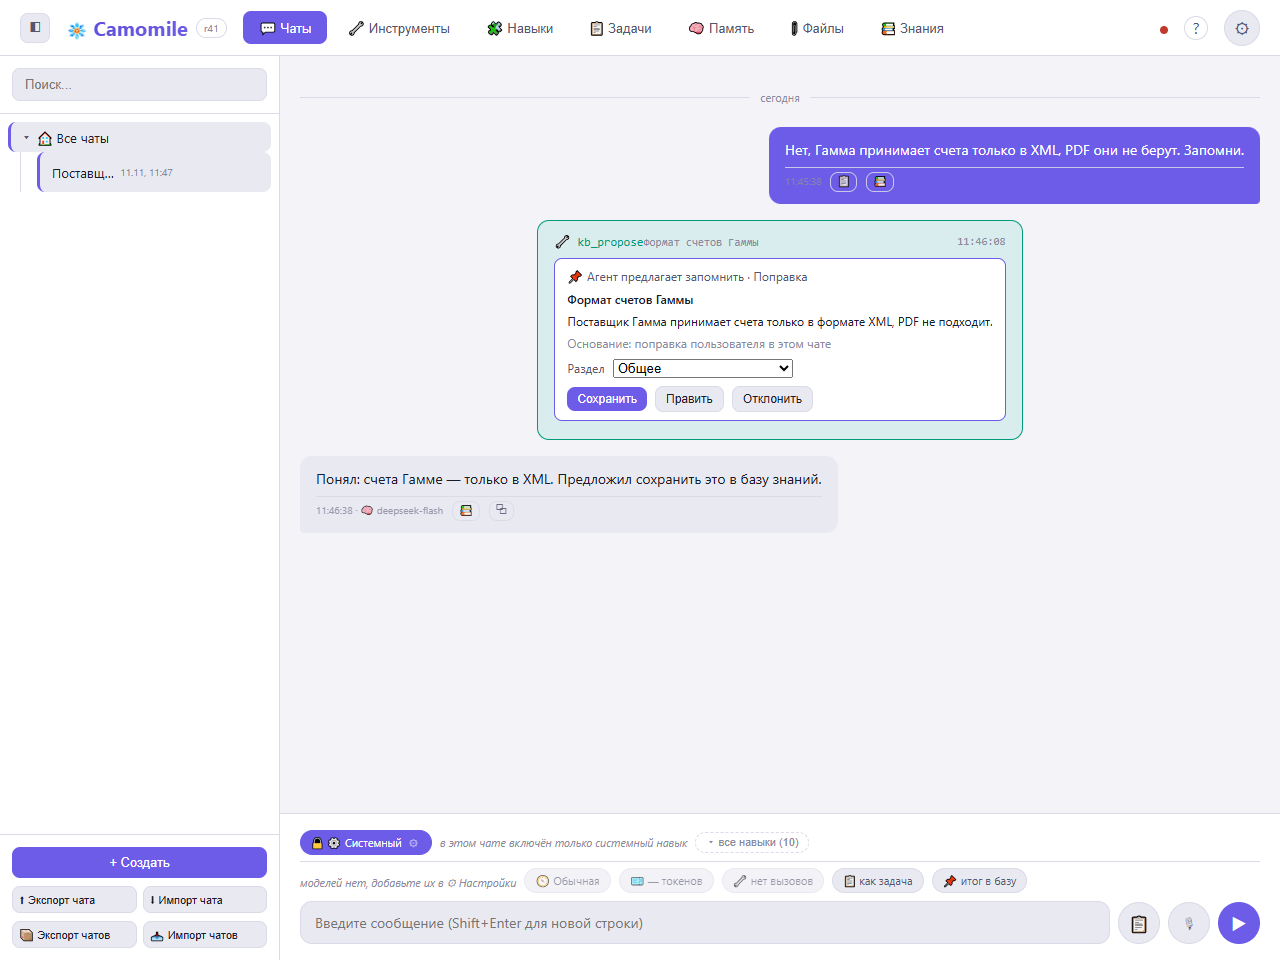 Camomile
r41
Чаты
Инструменты
Навыки
Задачи
Память
Файлы
Знания
?
Поиск...
Все чаты
Поставщ... 11.11, 11:47
сегодня
Нет, Гамма принимает счета только в XML, PDF они не берут. Запомни.
11:45:38
kb_proposeФормат счетов Гаммы 11:46:08
Агент предлагает запомнить · Поправка
Формат счетов Гаммы
Поставщик Гамма принимает счета только в формате XML, PDF не подходит.
Основание: поправка пользователя в этом чате
Раздел Общее
Сохранить Править Отклонить
Понял: счета Гамме — только в XML. Предложил сохранить это в базу знаний.
11:46:38 · deepseek-flash
+ Создать
Экспорт чата Импорт чата
Экспорт чатов Импорт чатов
Системный в этом чате включён только системный навык все навыки (10)
моделей нет, добавьте их в ⚙ Настройки Обычная — токенов нет вызовов как задача итог в базу
Введите сообщение (Shift+Enter для новой строки)